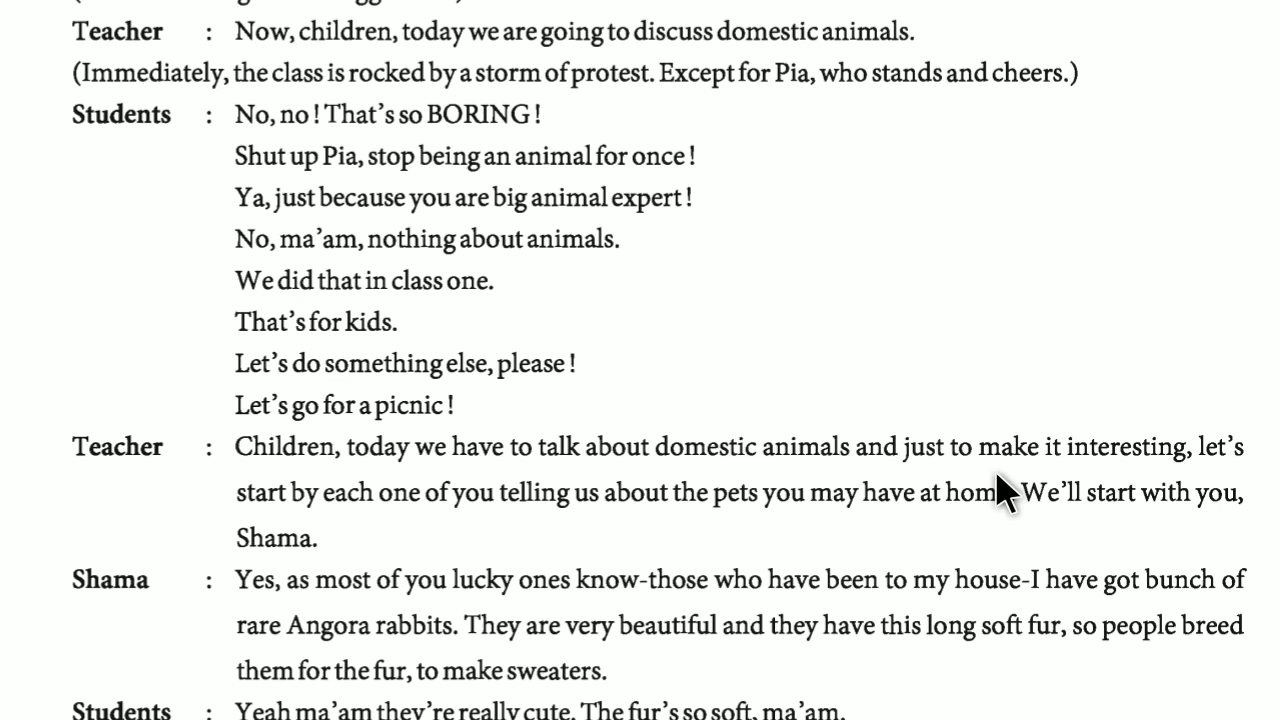 Teacher : Now, children, today we are going to discuss domestic animals.
(Immediately, the class is rocked by a storm of protest. Except for Pia, who stands and cheers.)
Students : No, no ! That's so BORING !
Shut up Pia, stop being an animal for once !
Ya, just because you are big animal expert !
No, ma'am, nothing about animals.
We did that in class one.
That's for kids.
Let's do something else, please !
Let's go for a picnic !
Teacher : Children, today we have to talk about domestic animals and just to make it interesting, let's
start by each one of you telling us about the pets you may have at We'll start with you,
Shama.
Shama : Yes, as most of you lucky ones know-those who have been to my house-I have got bunch of
rare Angora rabbits. They are very beautiful and they have this long soft fur, so people breed
them for the fur, to make sweaters.
Students : Yeah ma'am they're really cute. The fur's so soft, ma'am.